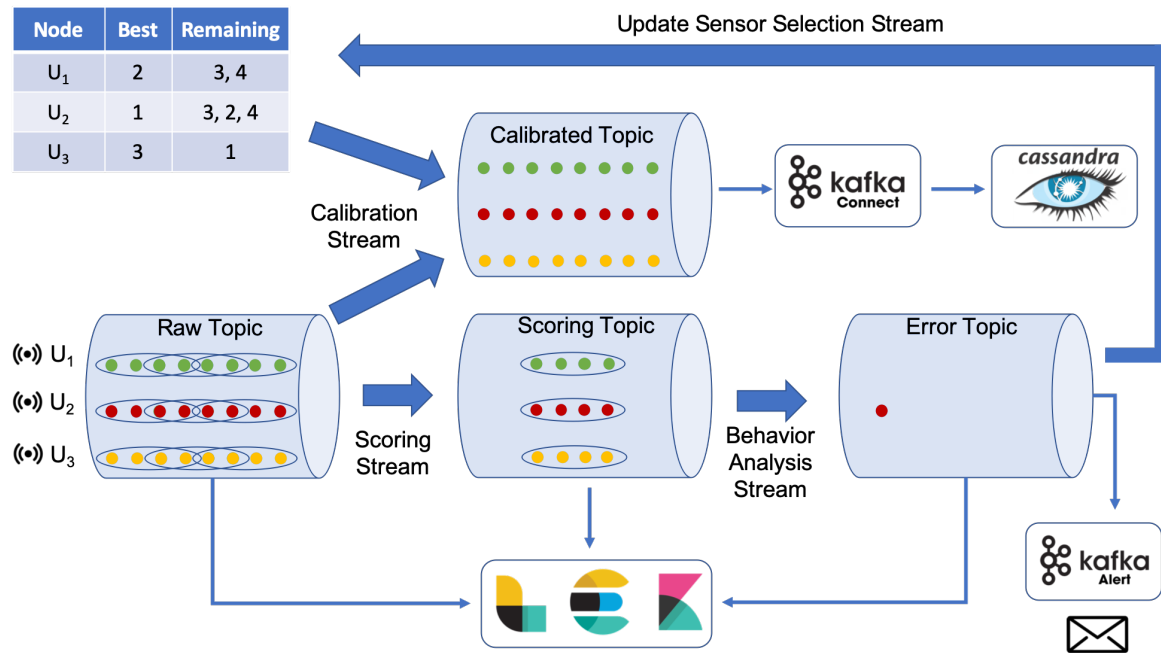 Update Sensor Selection Stream
Node Best Remaining
U1 2 3, 4
U2 1 3, 2, 4
U3 3 1
Calibrated Topic
cassandra
kafka
Connect
Calibration
Stream
Raw Topic
Scoring Topic
Error Topic
U1
U2
U3
Scoring
Stream
Behavior
Analysis
Stream
kafka
Alert